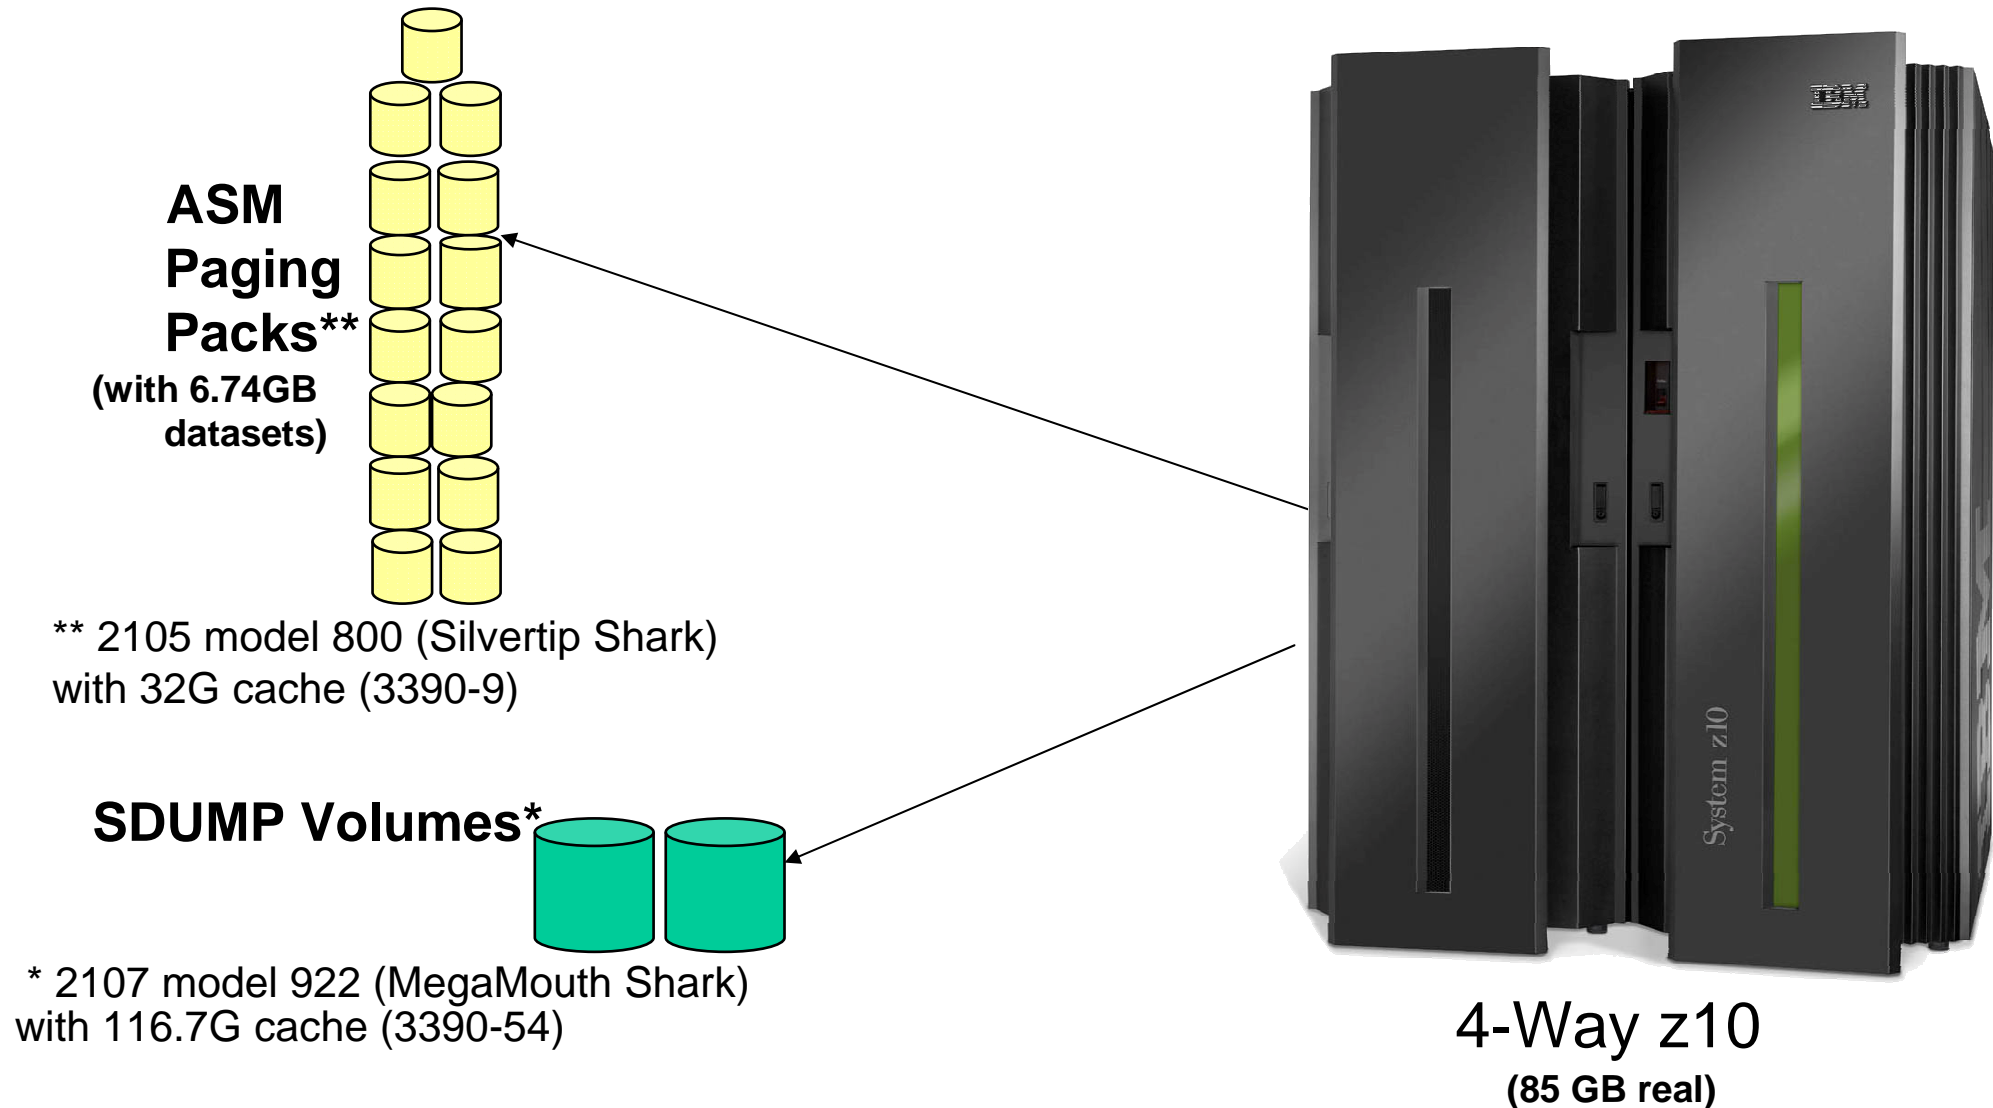 ASM
Paging
Packs**
(with 6.74GB
datasets)
** 2105 model 800 (Silvertip Shark)
with 32G cache (3390-9)
SDUMP Volumes*
* 2107 model 922 (MegaMouth Shark)
with 116.7G cache (3390-54)
IBM
System z10
IBM
4-Way z10
(85 GB real)